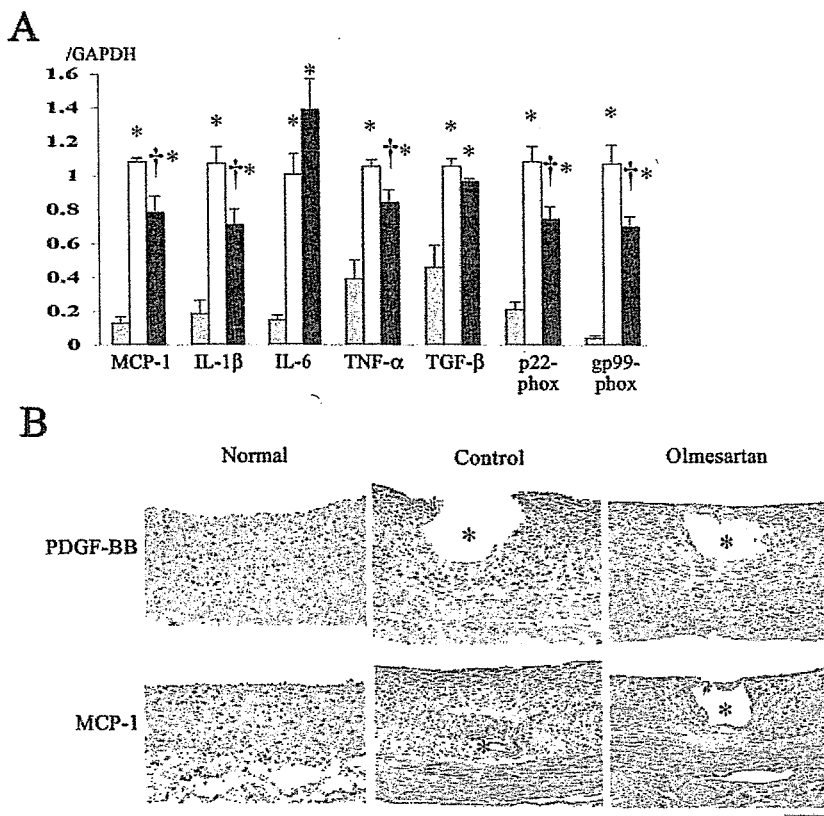 A
/GAPDH
1.6
1.4
1.2
1
0.8
0.6
0.4
0.2
0
* †* * †* * * * †* * * * †* * †*
MCP-1 IL-1β IL-6 TNF-α TGF-β p22-phox gp99-phox
B
Normal Control Olmesartan
PDGF-BB * *
MCP-1 * *